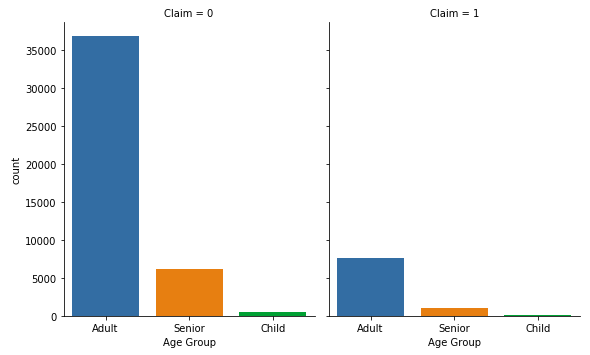 Claim = 0
Claim = 1
35000
30000
25000
20000
15000
10000
5000
0
count
Adult Senior Child
Adult Senior Child
Age Group
Age Group